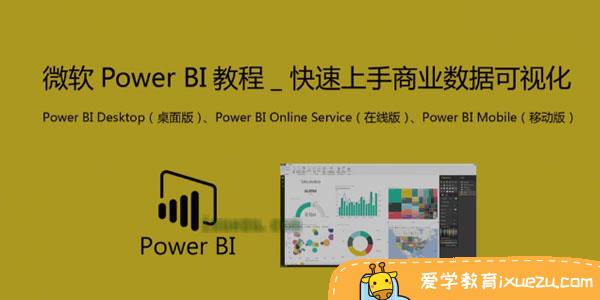 微软 Power BI 教程 _ 快速上手商业数据可视化
Power BI Desktop（桌面版）、Power BI Online Service（在线版）、Power BI Mobile（移动版）
Power BI
爱学教育ixuezu.com